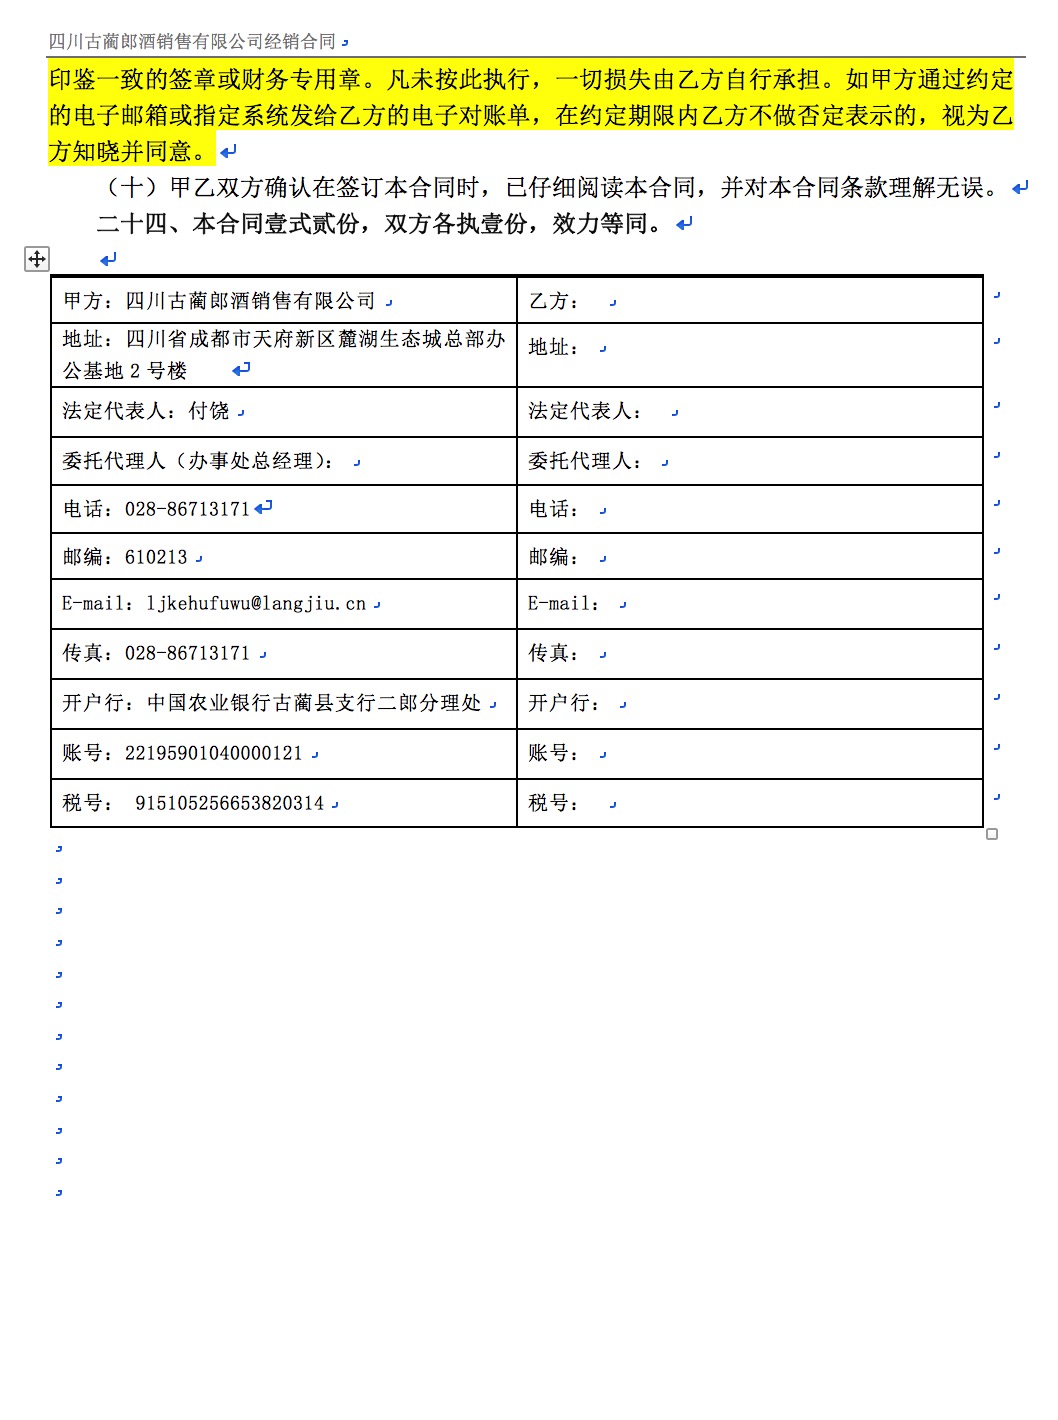 四川古蔺郎酒销售有限公司经销合同
印鉴一致的签章或财务专用章。凡未按此执行，一切损失由乙方自行承担。如甲方通过约定
的电子邮箱或指定系统发给乙方的电子对账单，在约定期限内乙方不做否定表示的，视为乙
方知晓并同意。
（十）甲乙双方确认在签订本合同时，已仔细阅读本合同，并对本合同条款理解无误。
二十四、本合同壹式贰份，双方各执壹份，效力等同。
甲方：四川古蔺郎酒销售有限公司
乙方：
地址：四川省成都市天府新区麓湖生态城总部办
公基地 2 号楼
地址：
法定代表人：付饶
法定代表人：
委托代理人（办事处总经理）：
委托代理人：
电话：028-86713171
电话：
邮编：610213
邮编：
E-mail：ljkehufuwu@langjiu.cn
E-mail：
传真：028-86713171
传真：
开户行：中国农业银行古蔺县支行二郎分理处
开户行：
账号：22195901040000121
账号：
税号： 915105256653820314
税号：